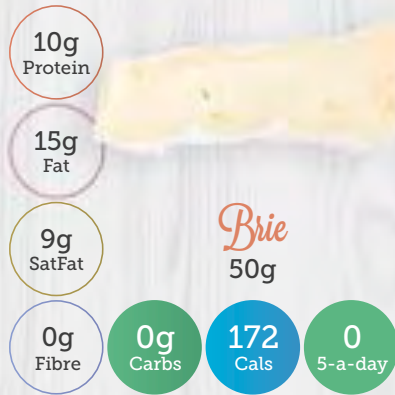 10g
Protein
15g
Fat
9g
SatFat
Brie
50g
0g
Fibre
0g
Carbs
172
Cals
0
5-a-day